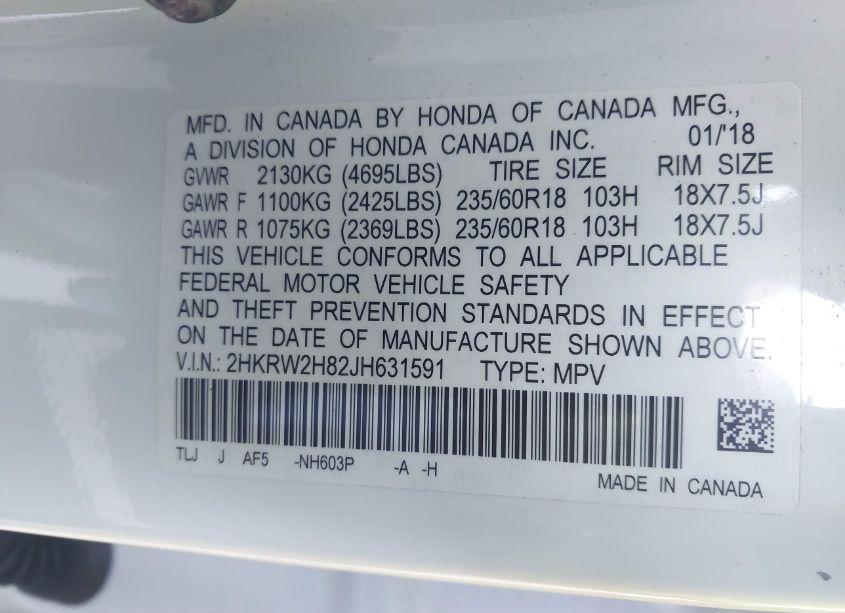 MFD. IN CANADA BY HONDA OF CANADA MFG.,
A DIVISION OF HONDA CANADA INC. 01/'18
GVWR 2130KG (4695LBS) TIRE SIZE RIM SIZE
GAWR F 1100KG (2425LBS) 235/60R18 103H 18X7.5J
GAWR R 1075KG (2369LBS) 235/60R18 103H 18X7.5J
THIS VEHICLE CONFORMS TO ALL APPLICABLE
FEDERAL MOTOR VEHICLE SAFETY
AND THEFT PREVENTION STANDARDS IN EFFECT
ON THE DATE OF MANUFACTURE SHOWN ABOVE.
V.I.N.: 2HKRW2H82JH631591 TYPE: MPV
TLJ J AF5 -NH603P -A -H
MADE IN CANADA